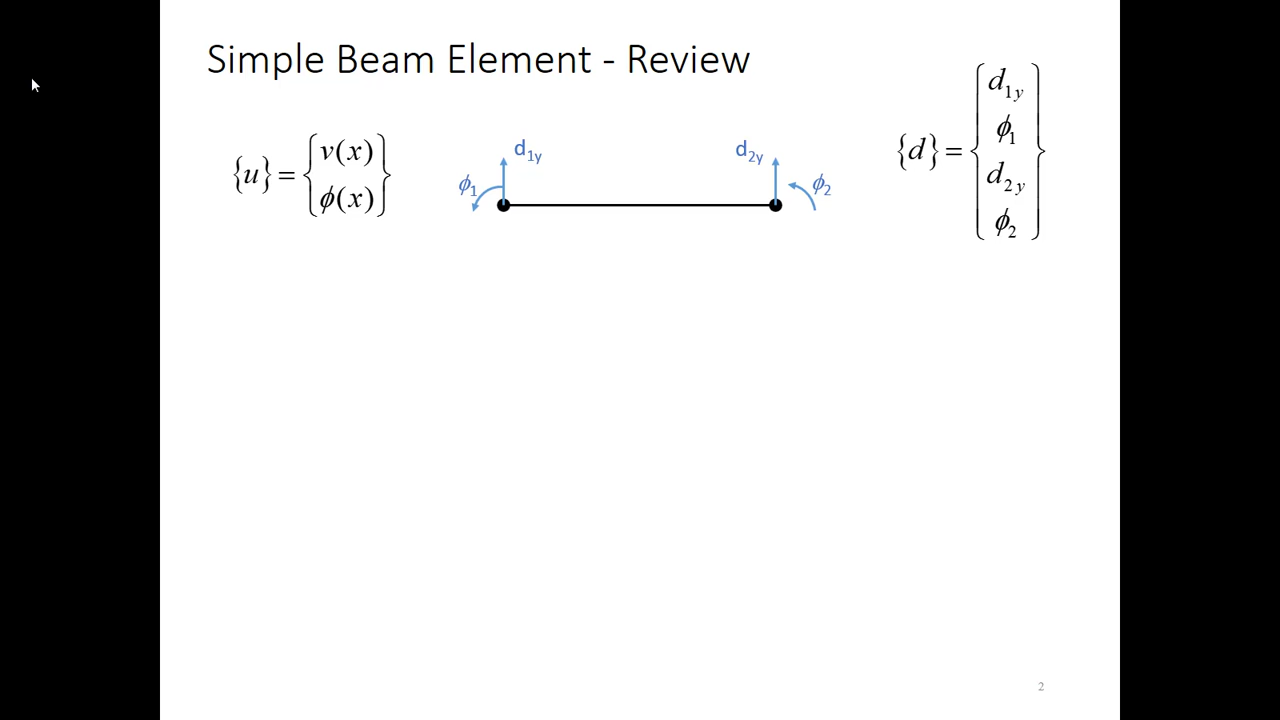 Simple Beam Element - Review
{u} = { v(x) ϕ(x) }
d1y
ϕ1
d2y
ϕ2
{d} = { d1y ϕ1 d2y ϕ2 }
2